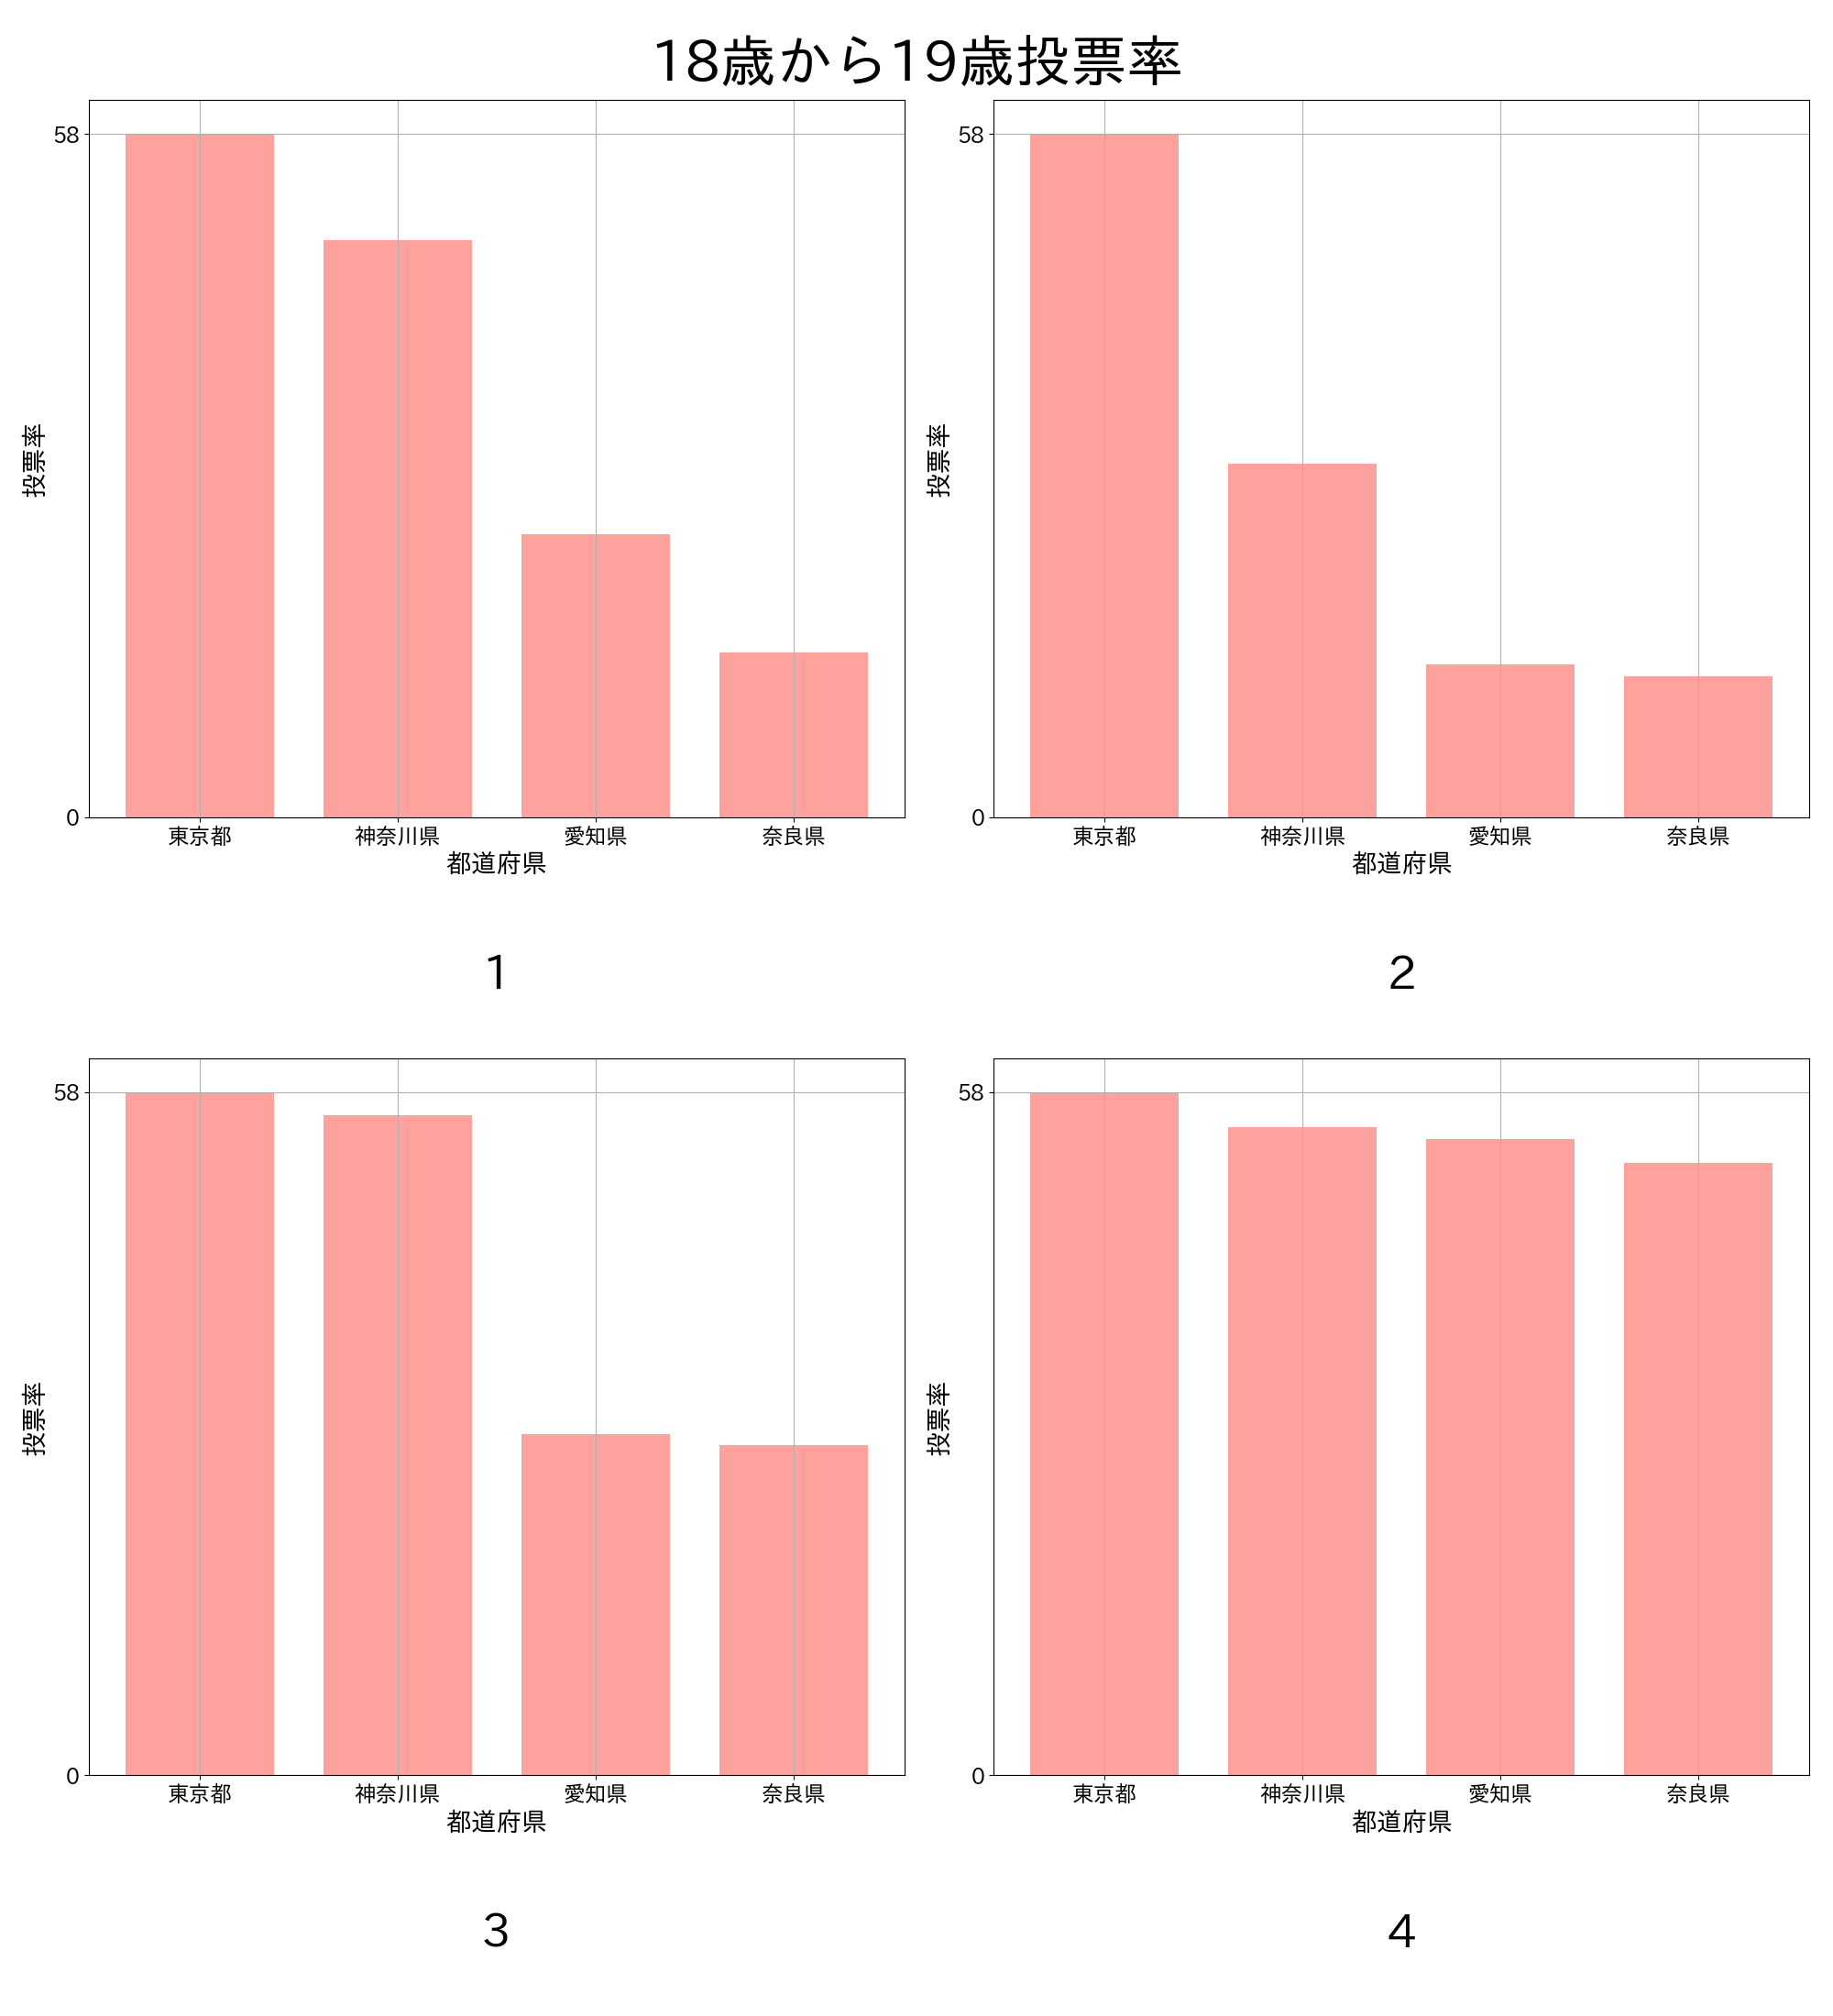 18歳から19歳投票率
58
0
投票率
東京都 神奈川県 愛知県 奈良県
都道府県
1
58
0
投票率
東京都 神奈川県 愛知県 奈良県
都道府県
2
58
0
投票率
東京都 神奈川県 愛知県 奈良県
都道府県
3
58
0
投票率
東京都 神奈川県 愛知県 奈良県
都道府県
4